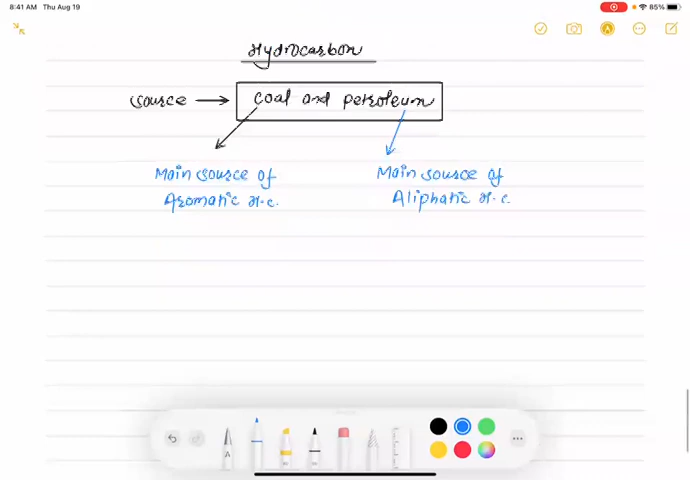 8:41 AM Thu Aug 19
85%
Hydrocarbon
source → coal and petroleum
Main source of
Aromatic H.C.
Main source of
Aliphatic H.C.
A